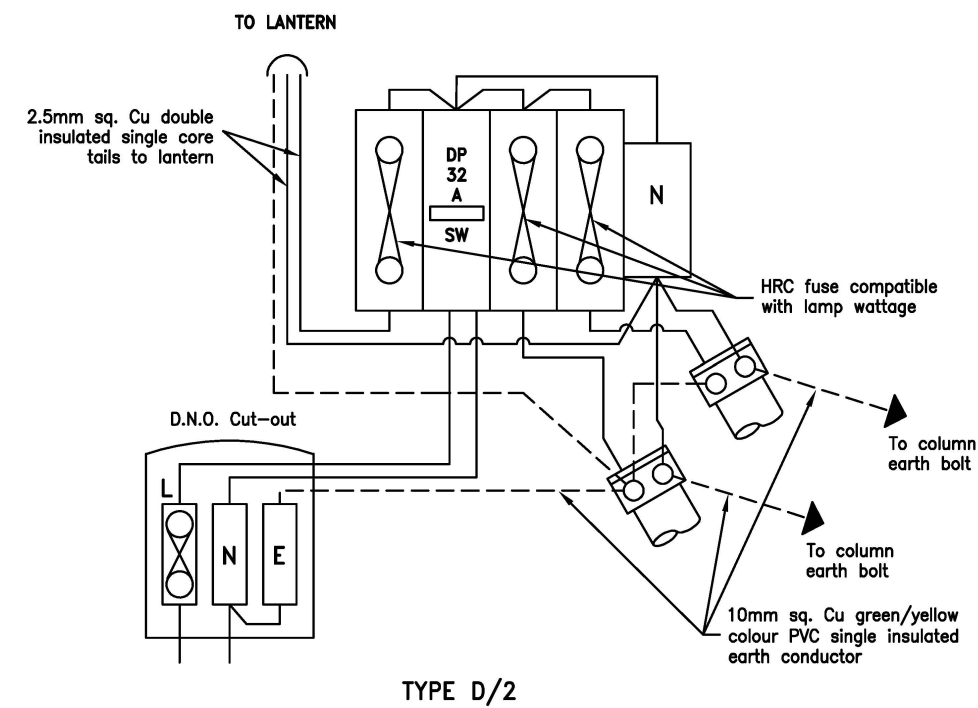 TO LANTERN
2.5mm sq. Cu double
insulated single core
tails to lantern
DP
32
A
SW
N
HRC fuse compatible
with lamp wattage
D.N.O. Cut-out
L
N
E
To column
earth bolt
To column
earth bolt
10mm sq. Cu green/yellow
colour PVC single insulated
earth conductor
TYPE D/2